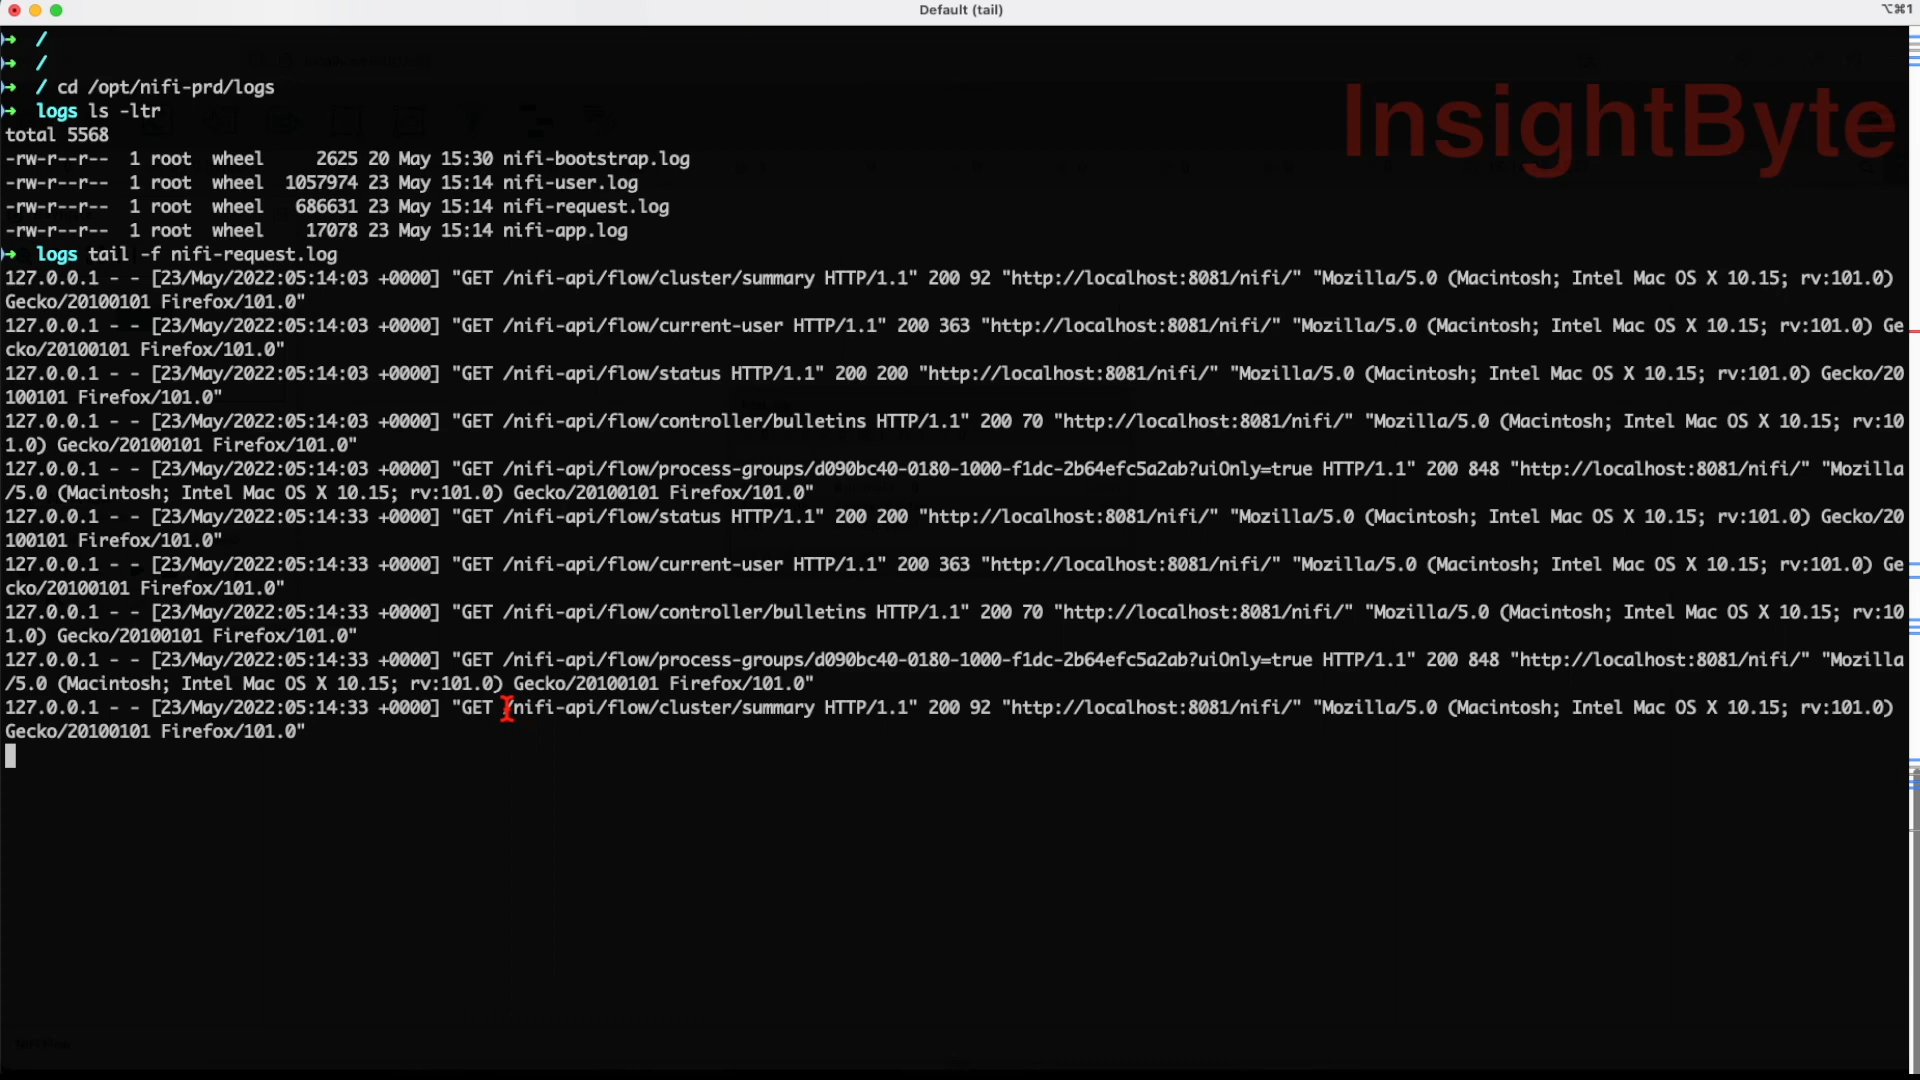 Default (tail)
⌥⌘1
➜ /
➜ /
➜ / cd /opt/nifi-prd/logs
➜ logs ls -ltr
total 5568
-rw-r--r-- 1 root wheel 2625 20 May 15:30 nifi-bootstrap.log
-rw-r--r-- 1 root wheel 1057974 23 May 15:14 nifi-user.log
-rw-r--r-- 1 root wheel 686631 23 May 15:14 nifi-request.log
-rw-r--r-- 1 root wheel 17078 23 May 15:14 nifi-app.log
InsightByte
➜ logs tail -f nifi-request.log
127.0.0.1 - - [23/May/2022:05:14:03 +0000] "GET /nifi-api/flow/cluster/summary HTTP/1.1" 200 92 "http://localhost:8081/nifi/" "Mozilla/5.0 (Macintosh; Intel Mac OS X 10.15; rv:101.0)
Gecko/20100101 Firefox/101.0"
127.0.0.1 - - [23/May/2022:05:14:03 +0000] "GET /nifi-api/flow/current-user HTTP/1.1" 200 363 "http://localhost:8081/nifi/" "Mozilla/5.0 (Macintosh; Intel Mac OS X 10.15; rv:101.0) Ge
cko/20100101 Firefox/101.0"
127.0.0.1 - - [23/May/2022:05:14:03 +0000] "GET /nifi-api/flow/status HTTP/1.1" 200 200 "http://localhost:8081/nifi/" "Mozilla/5.0 (Macintosh; Intel Mac OS X 10.15; rv:101.0) Gecko/20
100101 Firefox/101.0"
127.0.0.1 - - [23/May/2022:05:14:03 +0000] "GET /nifi-api/flow/controller/bulletins HTTP/1.1" 200 70 "http://localhost:8081/nifi/" "Mozilla/5.0 (Macintosh; Intel Mac OS X 10.15; rv:10
1.0) Gecko/20100101 Firefox/101.0"
127.0.0.1 - - [23/May/2022:05:14:03 +0000] "GET /nifi-api/flow/process-groups/d090bc40-0180-1000-f1dc-2b64efc5a2ab?uiOnly=true HTTP/1.1" 200 848 "http://localhost:8081/nifi/" "Mozilla
/5.0 (Macintosh; Intel Mac OS X 10.15; rv:101.0) Gecko/20100101 Firefox/101.0"
127.0.0.1 - - [23/May/2022:05:14:33 +0000] "GET /nifi-api/flow/status HTTP/1.1" 200 200 "http://localhost:8081/nifi/" "Mozilla/5.0 (Macintosh; Intel Mac OS X 10.15; rv:101.0) Gecko/20
100101 Firefox/101.0"
127.0.0.1 - - [23/May/2022:05:14:33 +0000] "GET /nifi-api/flow/current-user HTTP/1.1" 200 363 "http://localhost:8081/nifi/" "Mozilla/5.0 (Macintosh; Intel Mac OS X 10.15; rv:101.0) Ge
cko/20100101 Firefox/101.0"
127.0.0.1 - - [23/May/2022:05:14:33 +0000] "GET /nifi-api/flow/controller/bulletins HTTP/1.1" 200 70 "http://localhost:8081/nifi/" "Mozilla/5.0 (Macintosh; Intel Mac OS X 10.15; rv:10
1.0) Gecko/20100101 Firefox/101.0"
127.0.0.1 - - [23/May/2022:05:14:33 +0000] "GET /nifi-api/flow/process-groups/d090bc40-0180-1000-f1dc-2b64efc5a2ab?uiOnly=true HTTP/1.1" 200 848 "http://localhost:8081/nifi/" "Mozilla
/5.0 (Macintosh; Intel Mac OS X 10.15; rv:101.0) Gecko/20100101 Firefox/101.0"
127.0.0.1 - - [23/May/2022:05:14:33 +0000] "GET /nifi-api/flow/cluster/summary HTTP/1.1" 200 92 "http://localhost:8081/nifi/" "Mozilla/5.0 (Macintosh; Intel Mac OS X 10.15; rv:101.0)
Gecko/20100101 Firefox/101.0"